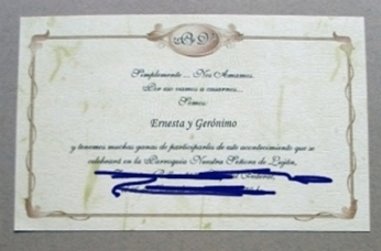 B D
Simplemente... Nos Amamos.
Por eso vamos a casarnos...
Somos:
Ernesta y Gerónimo
y tenemos muchas ganas de participarles de este acontecimiento que se
celebrará en la Parroquia Nuestra Señora de Luján,